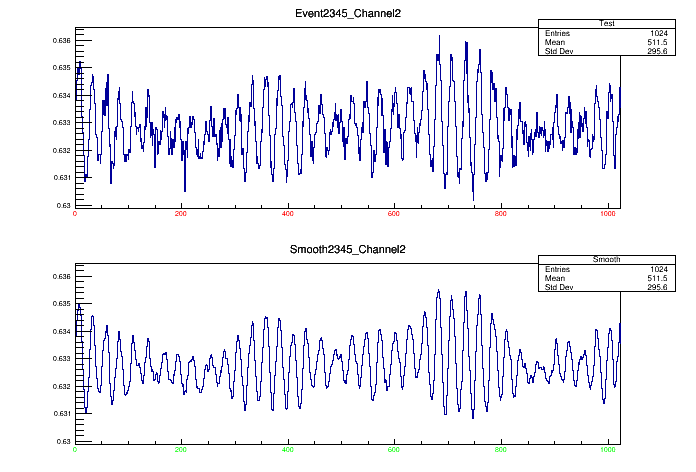 Event2345_Channel2
Test
Entries 1024
Mean 511.5
Std Dev 295.6
0.636
0.635
0.634
0.633
0.632
0.631
0.63
0 200 400 600 800 1000
Smooth2345_Channel2
Smooth
Entries 1024
Mean 511.5
Std Dev 295.6
0.636
0.635
0.634
0.633
0.632
0.631
0.63
0 200 400 600 800 1000